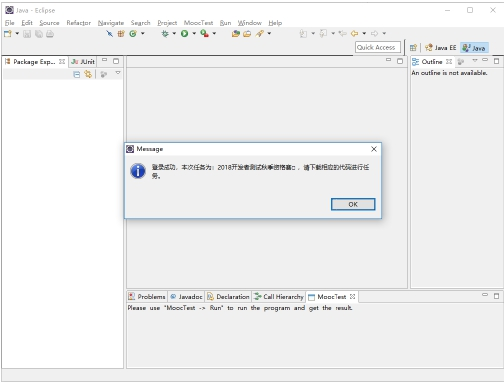 Java - Eclipse
File Edit Source Refactor Navigate Search Project MoocTest Run Window Help
Quick Access
Java EE
Java
Package Exp...
JUnit
Outline
An outline is not available.
Message
登录成功，本次任务为：2018开发者测试秋季资格赛，请下载相应的代码进行任
务。
OK
Problems
Javadoc
Declaration
Call Hierarchy
MoocTest
Please use "MoocTest -> Run" to run the program and get the result.